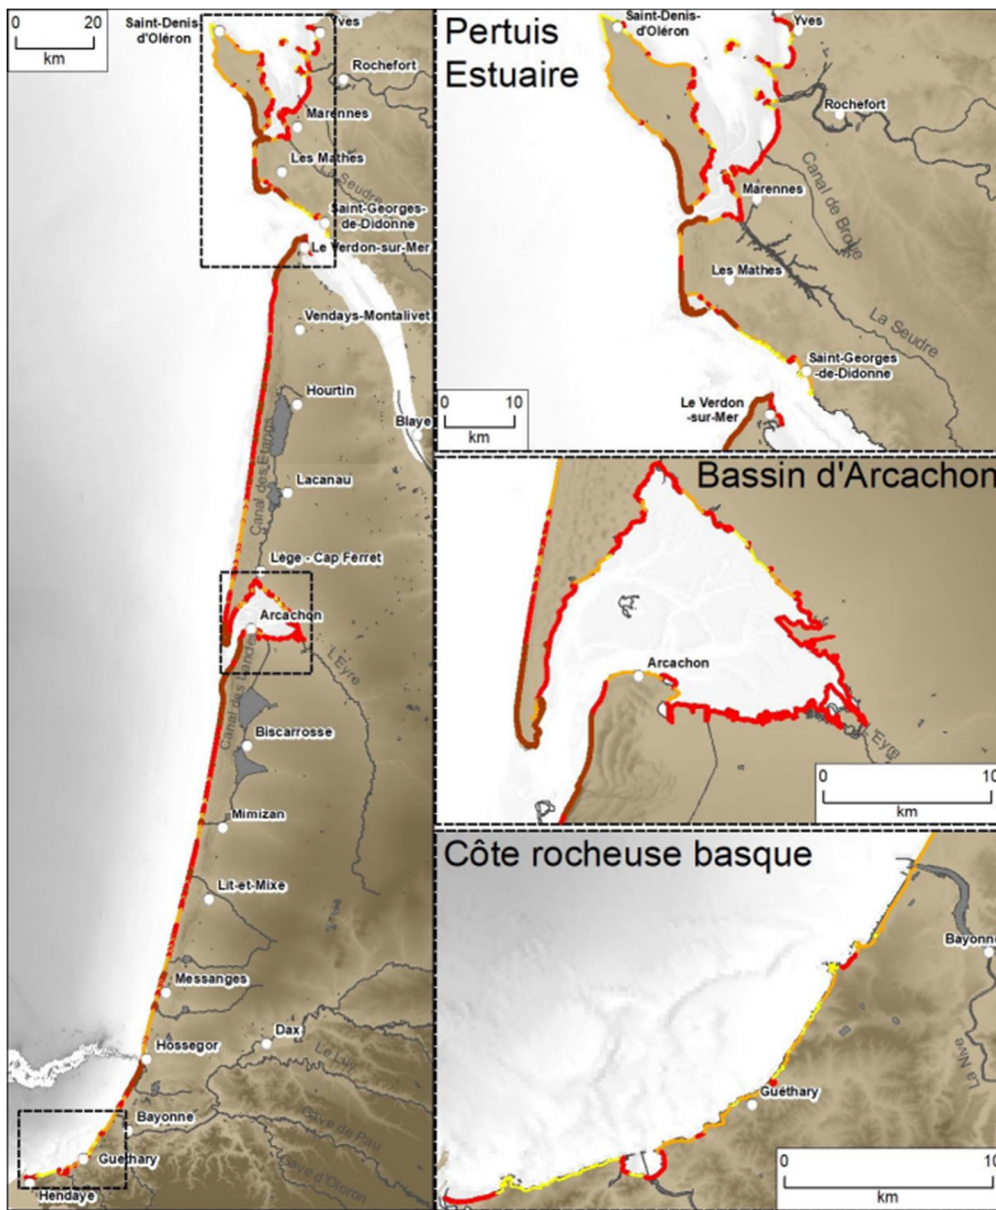 0 20
km
Saint-Denis
d'Oléron
Yves
Rochefort
Marennes
Les Mathes
La Seudre
Saint-Georges-
de-Didonne
Le Verdon-sur-Mer
Vendays-Montalivet
Hourtin
Blaye
Canal des Etangs
Lacanau
Lège - Cap Ferret
Arcachon
L'Eyre
Canal des Landes
Biscarrosse
Mimizan
Lit-et-Mixe
Messanges
Dax
Hossegor
Le Luy
Bayonne
Gave de Pau
Guéthary
Gave d'Oloron
Hendaye
Pertuis
Estuaire
Saint-Denis-
d'Oléron
Yves
Rochefort
Marennes
Canal de Broue
Les Mathes
La Seudre
Saint-Georges
-de-Didonne
0 10
km
Le Verdon
-sur-Mer
Bassin d'Arcachon
Arcachon
L'Eyre
0 10
km
Côte rocheuse basque
Bayonne
La Nive
Guéthary
0 10
km